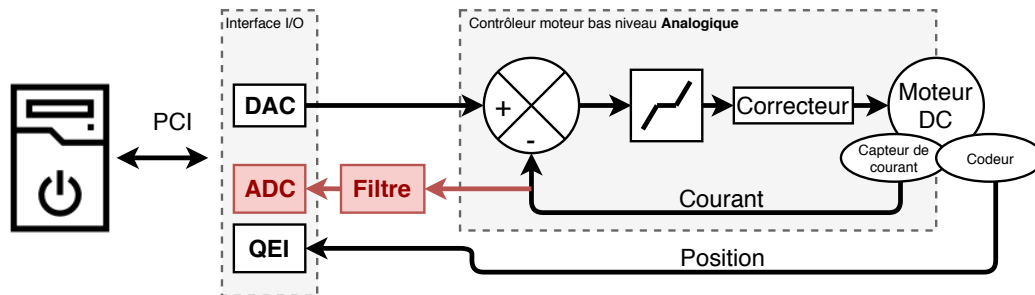 Interface I/O
Contrôleur moteur bas niveau Analogique
PCI
DAC
+
-
Correcteur
Moteur
DC
Capteur de
courant
Codeur
ADC
Filtre
Courant
QEI
Position